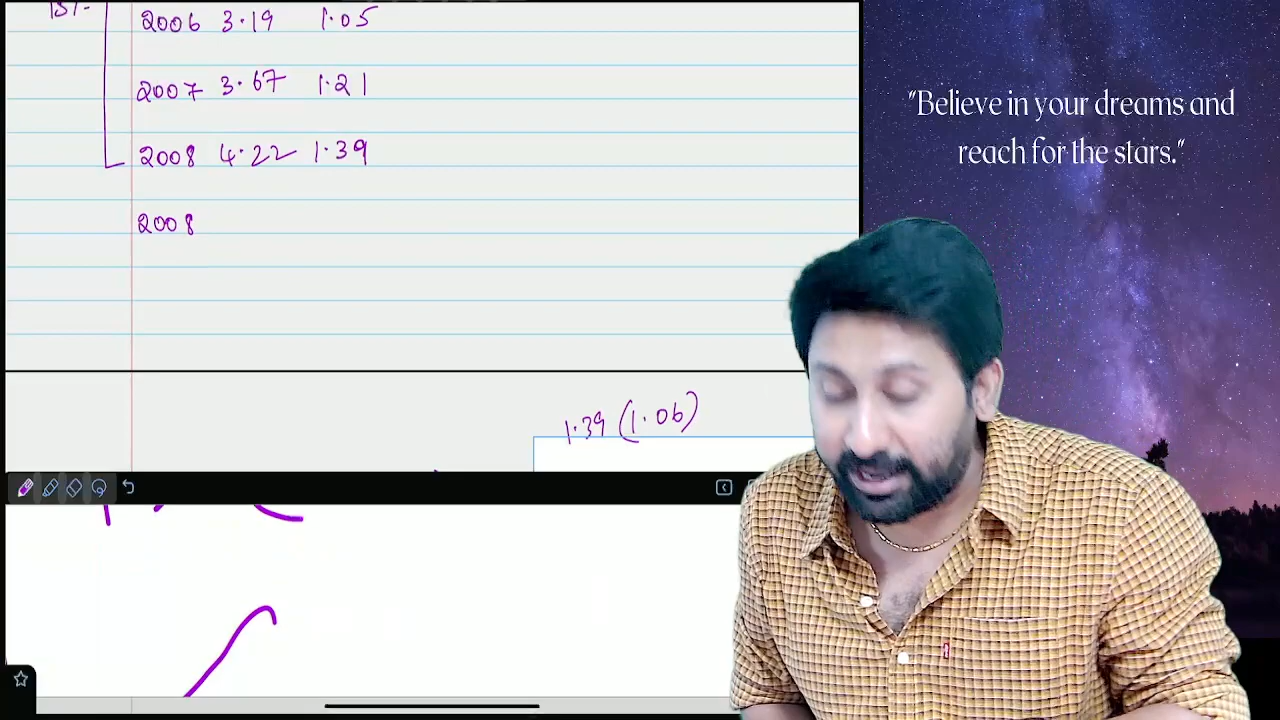 15%
2006 3.19 1.05
2007 3.67 1.21
2008 4.22 1.39
2008
1.39 (1.06)
"Believe in your dreams and
reach for the stars."